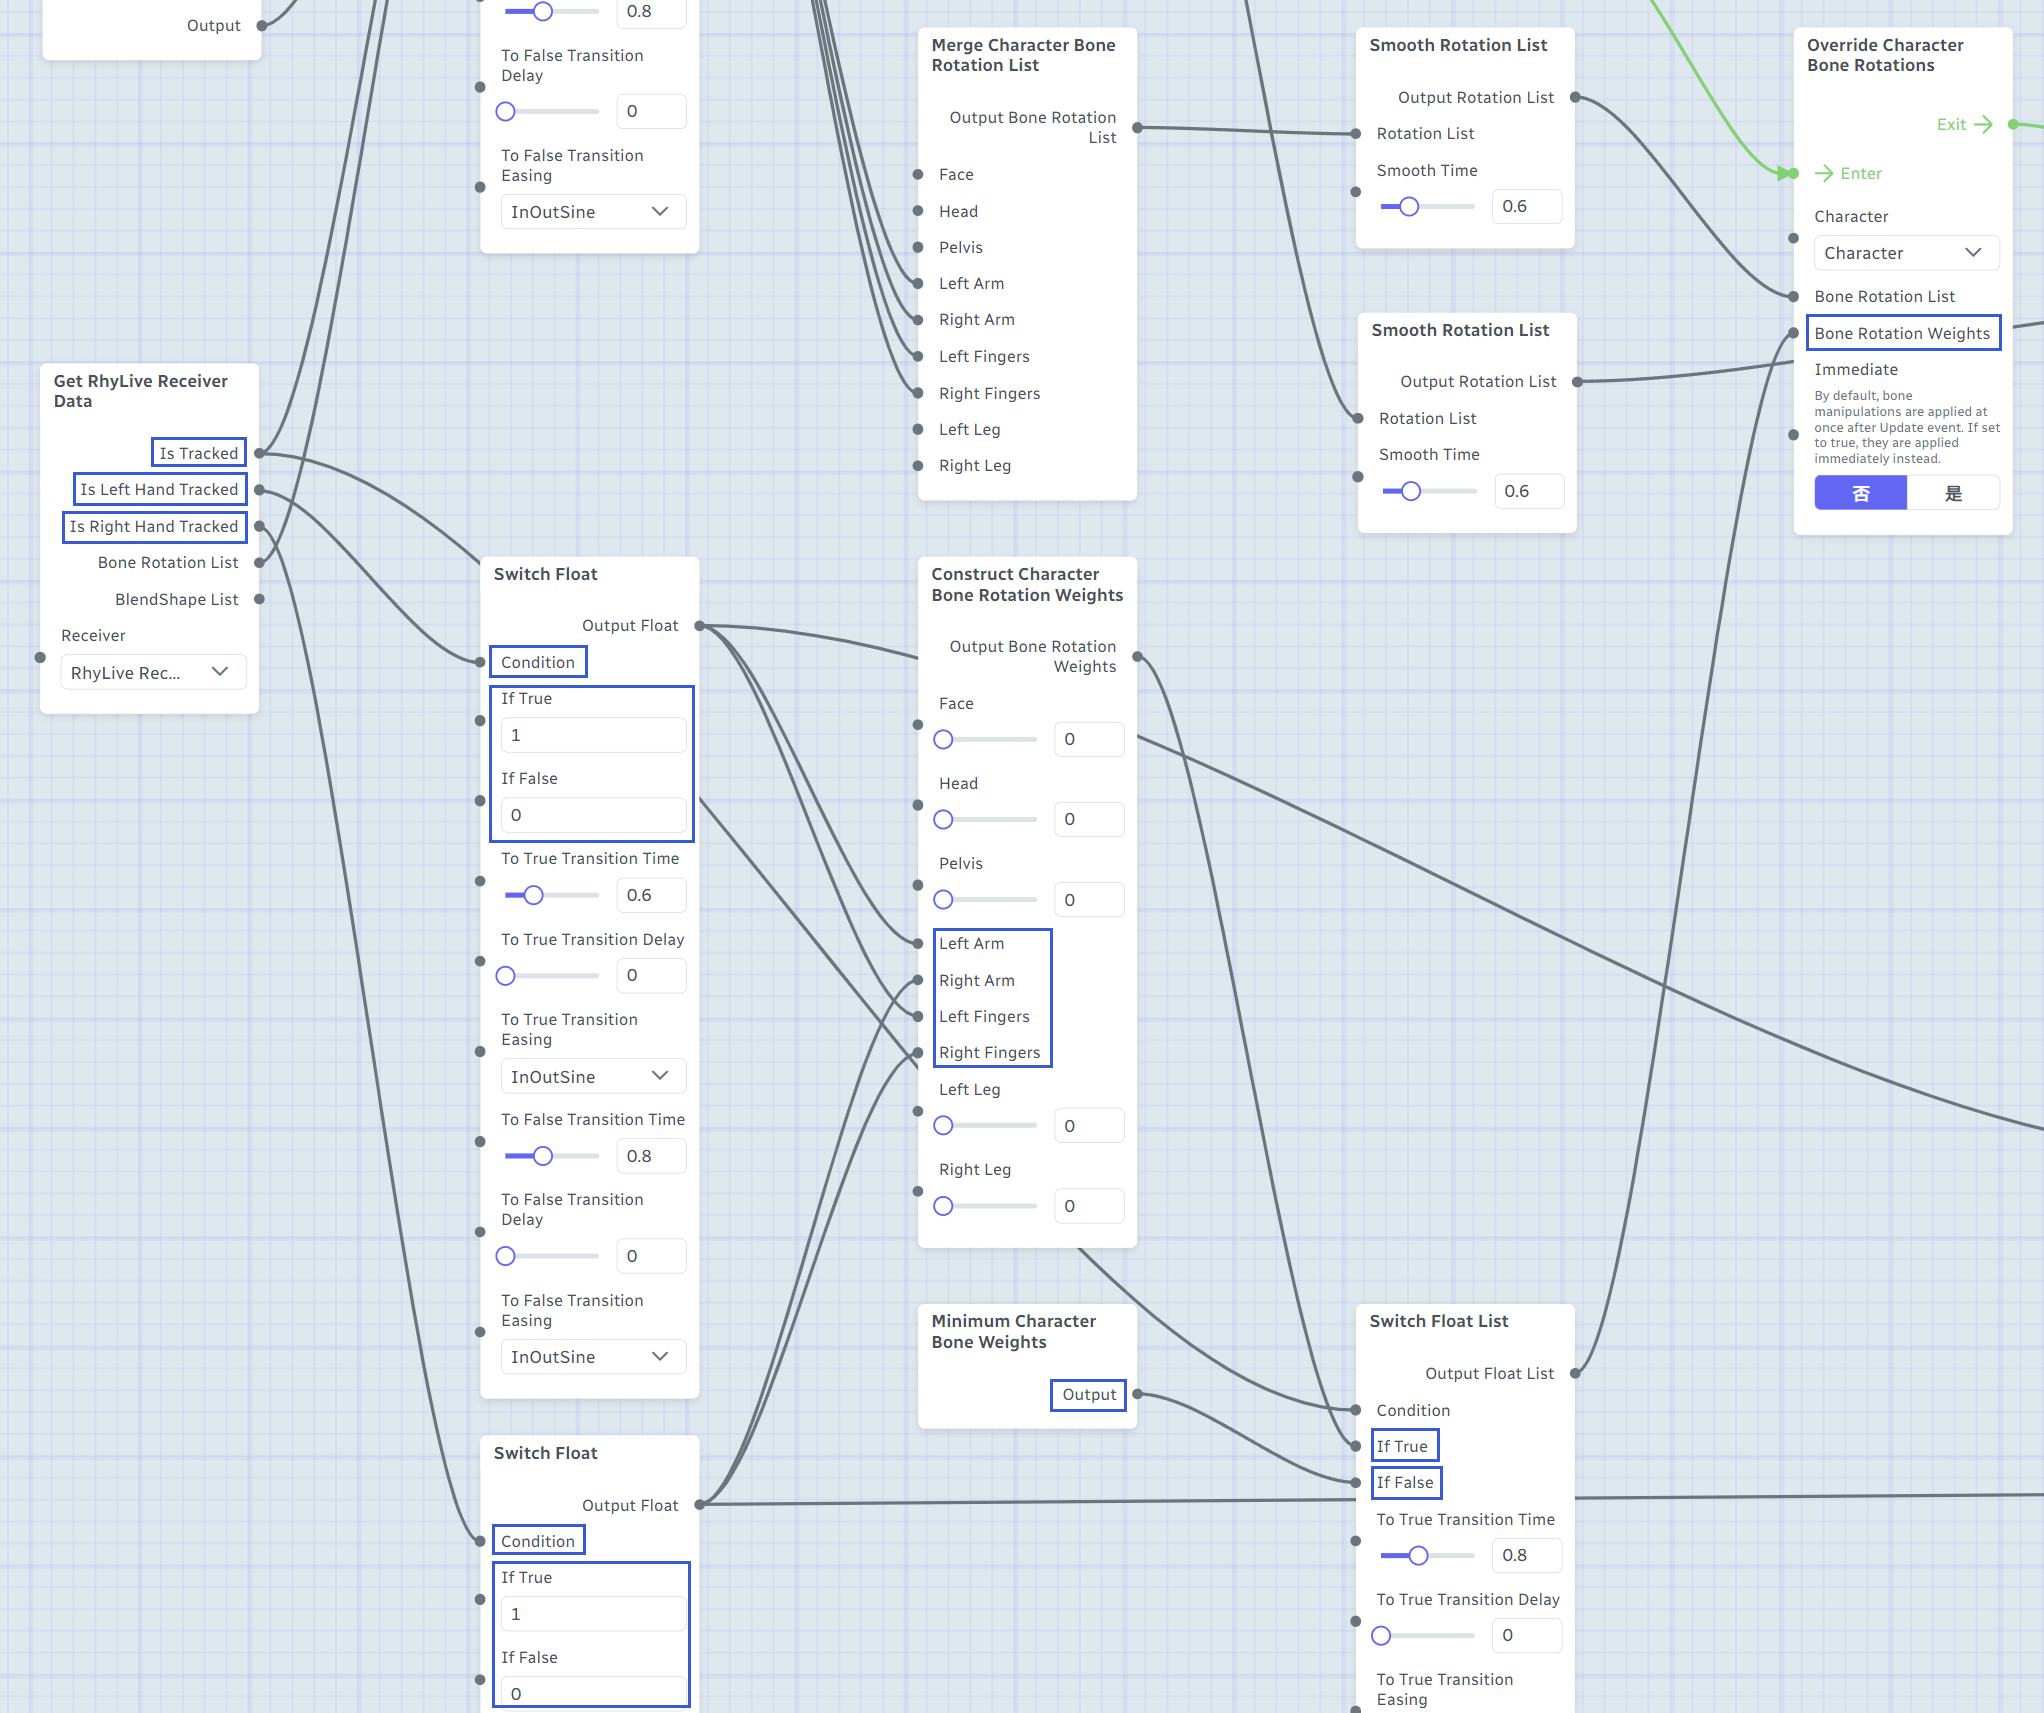 Output
0.8
To False Transition
Delay
0
To False Transition
Easing
InOutSine
Get RhyLive Receiver
Data
Is Tracked
Is Left Hand Tracked
Is Right Hand Tracked
Bone Rotation List
BlendShape List
Receiver
RhyLive Rec...
Switch Float
Output Float
Condition
If True
1
If False
0
To True Transition Time
0.6
To True Transition Delay
0
To True Transition
Easing
InOutSine
To False Transition Time
0.8
To False Transition
Delay
0
To False Transition
Easing
InOutSine
Switch Float
Output Float
Condition
If True
1
If False
0
Merge Character Bone
Rotation List
Output Bone Rotation
List
Face
Head
Pelvis
Left Arm
Right Arm
Left Fingers
Right Fingers
Left Leg
Right Leg
Construct Character
Bone Rotation Weights
Output Bone Rotation
Weights
Face
0
Head
0
Pelvis
0
Left Arm
Right Arm
Left Fingers
Right Fingers
Left Leg
0
Right Leg
0
Minimum Character
Bone Weights
Output
Smooth Rotation List
Output Rotation List
Rotation List
Smooth Time
0.6
Smooth Rotation List
Output Rotation List
Rotation List
Smooth Time
0.6
Switch Float List
Output Float List
Condition
If True
If False
To True Transition Time
0.8
To True Transition Delay
0
To True Transition
Easing
Override Character
Bone Rotations
Exit
Enter
Character
Character
Bone Rotation List
Bone Rotation Weights
Immediate
By default, bone
manipulations are applied at
once after Update event. If set
to true, they are applied
immediately instead.
否 是